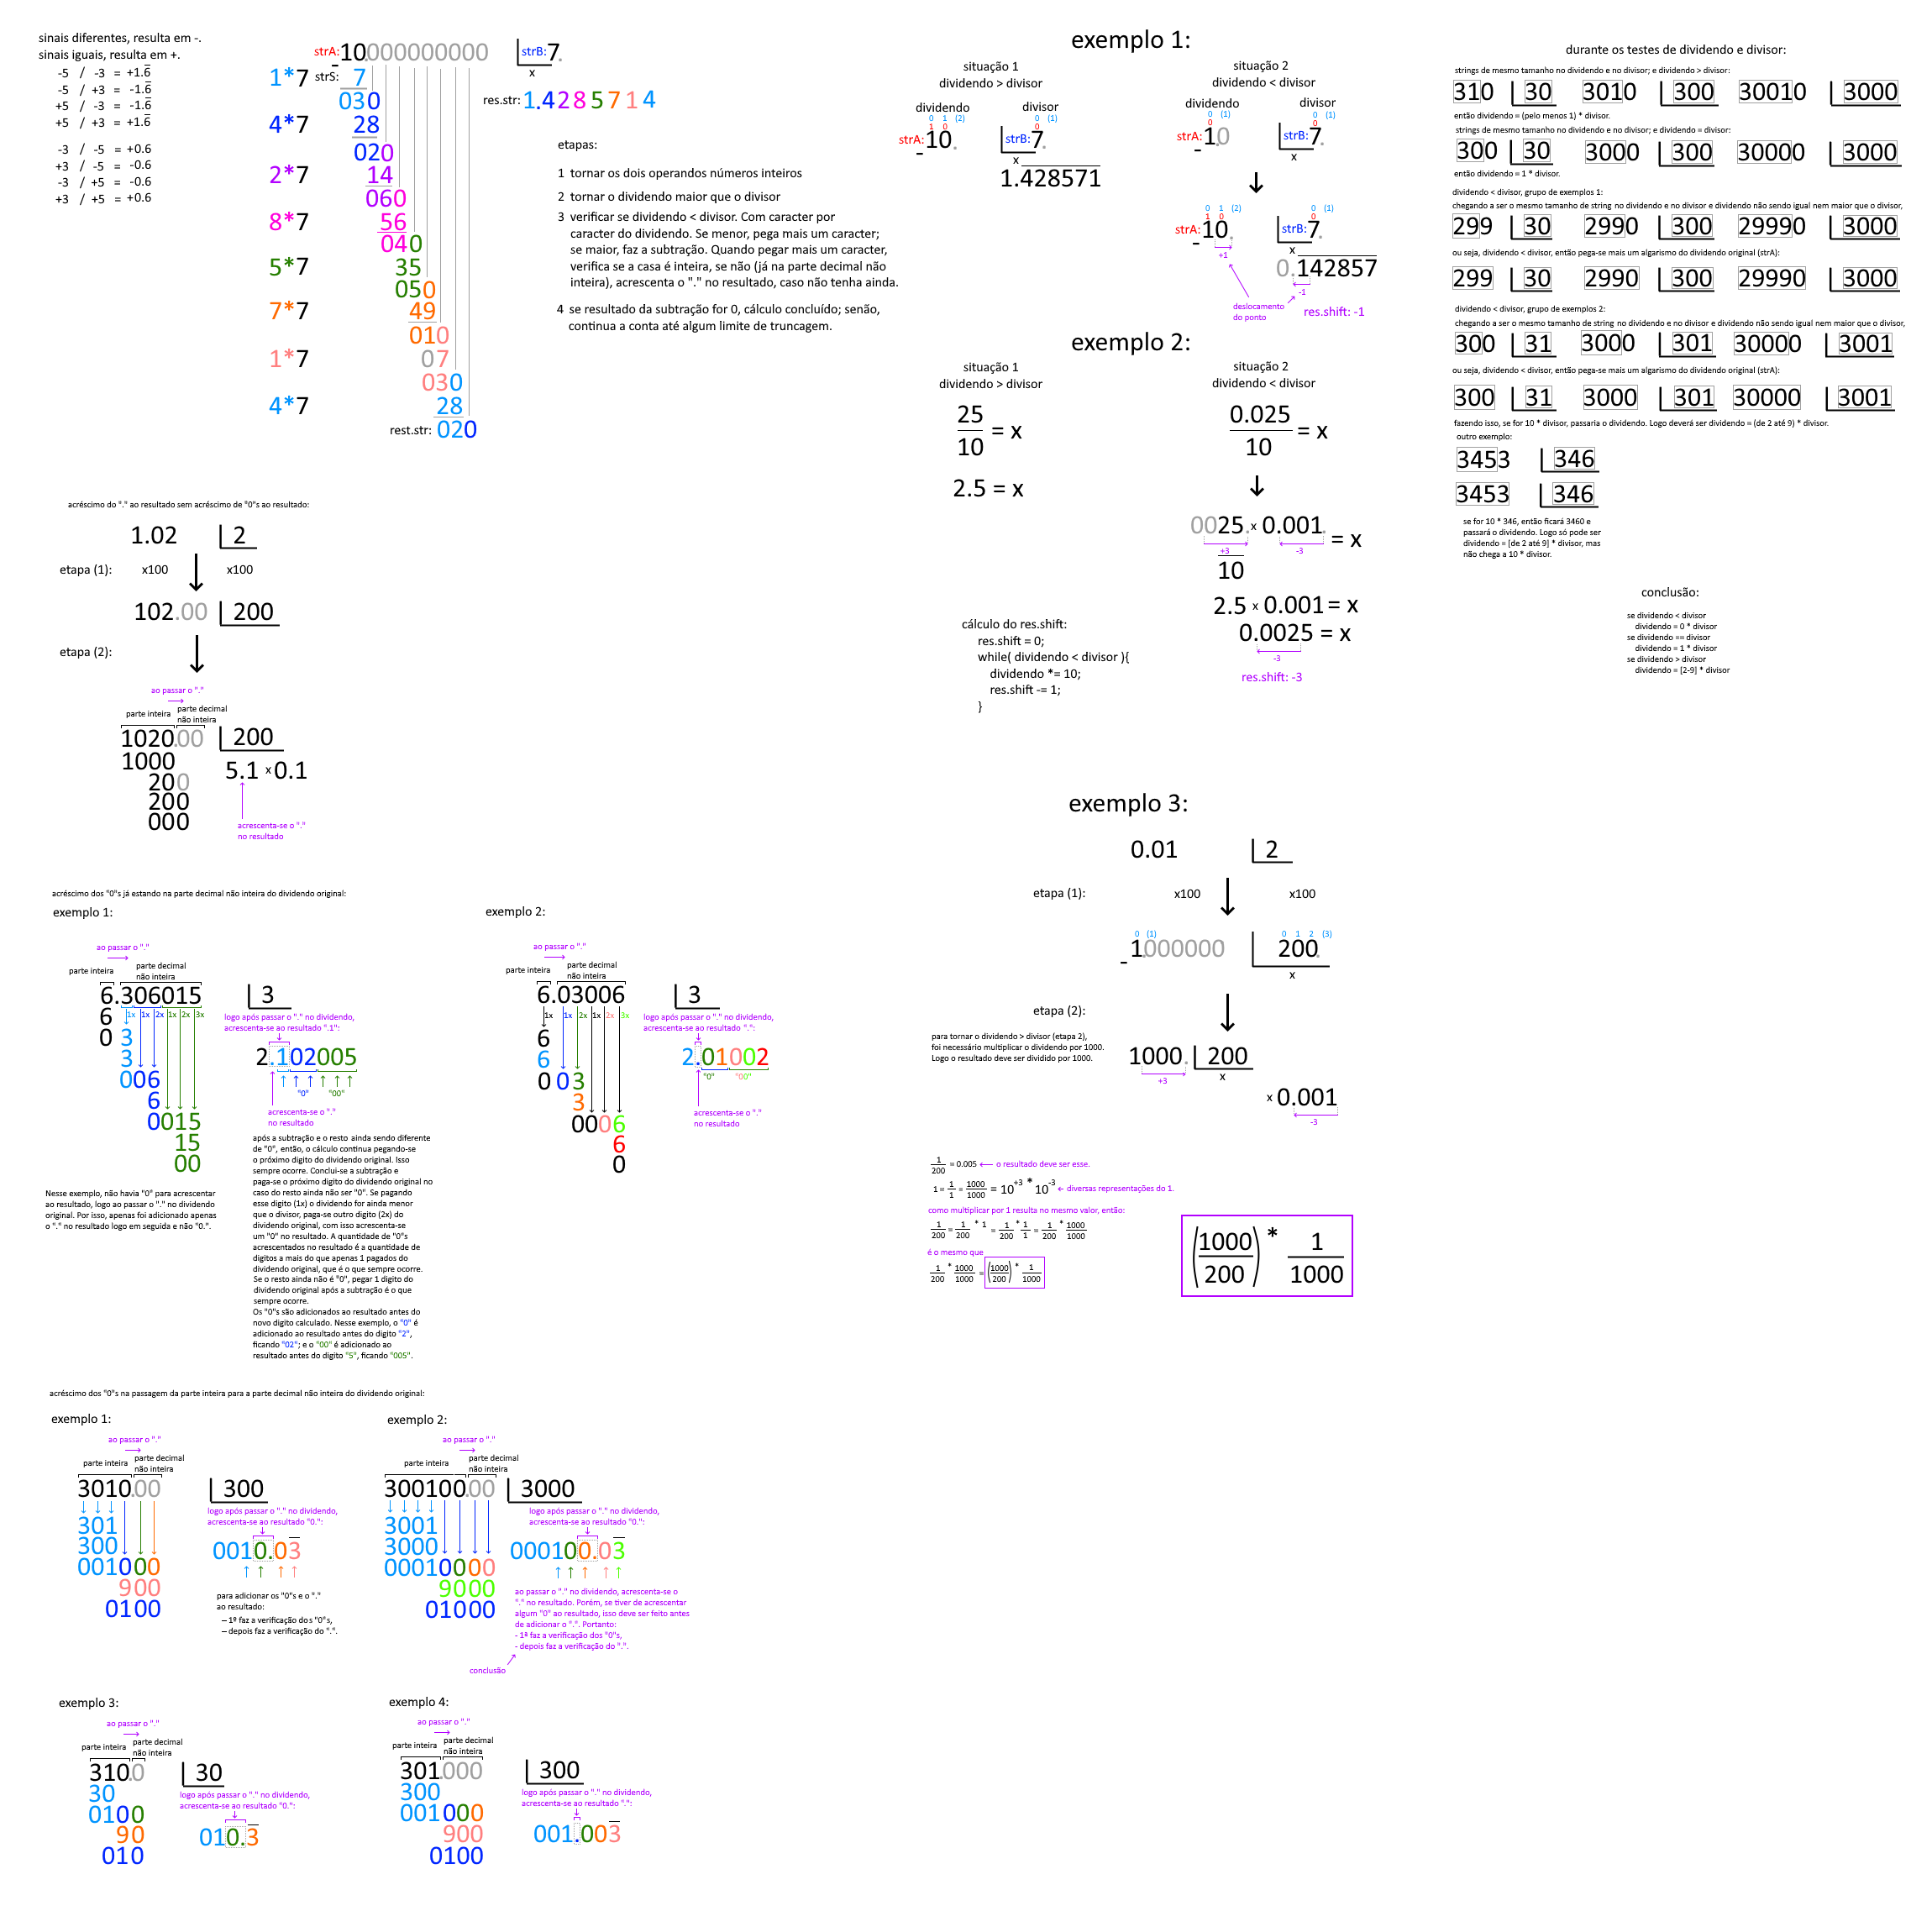 sinais diferentes, resulta em -.
sinais iguais, resulta em +.
-5 / -3 = +1.6̅
-5 / +3 = -1.6̅
+5 / -3 = -1.6̅
+5 / +3 = +1.6̅
-3 / -5 = +0.6
+3 / -5 = -0.6
-3 / +5 = -0.6
+3 / +5 = +0.6
strA: 10.000000000
strB: 7.
x
1*7 strS: 7
030
res.str: 1.4285714
4*7 28
020
2*7 14
060
8*7 56
040
5*7 35
050
7*7 49
010
1*7 07
030
4*7 28
rest.str: 020
etapas:
1 tornar os dois operandos números inteiros
2 tornar o dividendo maior que o divisor
3 verificar se dividendo < divisor. Com caracter por
caracter do dividendo. Se menor, pega mais um caracter;
se maior, faz a subtração. Quando pegar mais um caracter,
verifica se a casa é inteira, se não (já na parte decimal não
inteira), acrescenta o "." no resultado, caso não tenha ainda.
4 se resultado da subtração for 0, cálculo concluído; senão,
continua a conta até algum limite de truncagem.
acréscimo do "." ao resultado sem acréscimo de "0"s ao resultado:
1.02 2
etapa (1): x100 x100
102.00 200
etapa (2):
ao passar o "."
parte inteira parte decimal
não inteira
1020.00 200
1000 5.1 x 0.1
200
200
000
acrescenta-se o "."
no resultado
acréscimo dos "0"s já estando na parte decimal não inteira do dividendo original:
exemplo 1:
ao passar o "."
parte inteira parte decimal
não inteira
6.306015 3
1x 1x 2x 1x 2x 3x
logo após passar o "." no dividendo,
acrescenta-se ao resultado ".1":
6
0 3
2.102005
3
006
"0" "00"
6
0015
acrescenta-se o "."
no resultado
15
00
Nesse exemplo, não havia "0" para acrescentar
ao resultado, logo ao passar o "." no dividendo
original. Por isso, apenas foi adicionado apenas
o "." no resultado logo em seguida e não "0.".
após a subtração e o resto ainda sendo diferente
de "0", então, o cálculo continua pegando-se
o próximo digito do dividendo original. Isso
sempre ocorre. Conclui-se a subtração e
paga-se o próximo digito do dividendo original no
caso do resto ainda não ser "0". Se pagando
esse digito (1x) o dividendo for ainda menor
que o divisor, paga-se outro digito (2x) do
dividendo original, com isso acrescenta-se
um "0" no resultado. A quantidade de "0"s
acrescentados no resultado é a quantidade de
digitos a mais do que apenas 1 pagados do
dividendo original, que é o que sempre ocorre.
Se o resto ainda não é "0", pegar 1 digito do
dividendo original após a subtração é o que
sempre ocorre.
Os "0"s são adicionados ao resultado antes do
novo digito calculado. Nesse exemplo, o "0" é
adicionado ao resultado antes do digito "2",
ficando "02"; e o "00" é adicionado ao
resultado antes do digito "5", ficando "005".
exemplo 2:
ao passar o "."
parte inteira parte decimal
não inteira
6.03006 3
1x 1x 2x 1x 2x 3x
logo após passar o "." no dividendo,
acrescenta-se ao resultado ".":
6
6
2.01002
0 03
"0" "00"
3
0006
acrescenta-se o "."
no resultado
6
0
acréscimo dos "0"s na passagem da parte inteira para a parte decimal não inteira do dividendo original:
exemplo 1:
ao passar o "."
parte inteira parte decimal
não inteira
3010.00 300
logo após passar o "." no dividendo,
acrescenta-se ao resultado "0.":
301
300
0010.03̅
001000
900
0100
para adicionar os "0"s e o "."
ao resultado:
– 1º faz a verificação dos "0"s,
– depois faz a verificação do ".".
exemplo 2:
ao passar o "."
parte inteira parte decimal
não inteira
300100.00 3000
logo após passar o "." no dividendo,
acrescenta-se ao resultado "0.":
3001
3000
000100.03̅
00010000
9000
01000
ao passar o "." no dividendo, acrescenta-se o
"." no resultado. Porém, se tiver de acrescentar
algum "0" ao resultado, isso deve ser feito antes
de adicionar o ".". Portanto:
- 1º faz a verificação dos "0"s,
- depois faz a verificação do ".".
conclusão
exemplo 3:
ao passar o "."
parte inteira parte decimal
não inteira
310.0 30
30
logo após passar o "." no dividendo,
acrescenta-se ao resultado "0.":
0100
90
010.3̅
010
exemplo 4:
ao passar o "."
parte inteira parte decimal
não inteira
301.000 300
300
logo após passar o "." no dividendo,
acrescenta-se ao resultado ".":
001000
900
001.003̅
0100
exemplo 1:
situação 1
dividendo > divisor
dividendo divisor
0 1 (2) 0 (1)
1 0 0
strA: 10. strB: 7.
x
1.428571
situação 2
dividendo < divisor
dividendo divisor
0 (1) 0 (1)
0 0
strA: 1.0 strB: 7.
x
0 1 (2) 0 (1)
1 0 0
strA: 10. strB: 7.
+1
x
0.142857
-1
deslocamento
do ponto
res.shift: -1
exemplo 2:
situação 1
dividendo > divisor
25
10
= x
2.5 = x
situação 2
dividendo < divisor
0.025
10
= x
0025. x 0.001.
+3 -3
10
= x
2.5 x 0.001 = x
0.0025 = x
-3
res.shift: -3
cálculo do res.shift:
res.shift = 0;
while( dividendo < divisor ){
dividendo *= 10;
res.shift -= 1;
}
exemplo 3:
0.01 2
etapa (1): x100 x100
0 (1) 0 1 2 (3)
1.000000 200.
x
etapa (2):
para tornar o dividendo > divisor (etapa 2),
foi necessário multiplicar o dividendo por 1000.
Logo o resultado deve ser dividido por 1000.
1000. 200
+3 x
x 0.001
-3
1/200 = 0.005 ⟵ o resultado deve ser esse.
1 = 1/1 = 1000/1000 = 10+3 * 10-3 ← diversas representações do 1.
como multiplicar por 1 resulta no mesmo valor, então:
1/200 = 1/200 * 1 = 1/200 * 1/1 = 1/200 * 1000/1000
é o mesmo que
1/200 * 1000/1000 = (1000/200) * 1/1000
(1000/200) * 1/1000
durante os testes de dividendo e divisor:
strings de mesmo tamanho no dividendo e no divisor; e dividendo > divisor:
310 30 3010 300 30010 3000
então dividendo = (pelo menos 1) * divisor.
strings de mesmo tamanho no dividendo e no divisor; e dividendo = divisor:
300 30 3000 300 30000 3000
então dividendo = 1 * divisor.
dividendo < divisor, grupo de exemplos 1:
chegando a ser o mesmo tamanho de string no dividendo e no divisor e dividendo não sendo igual nem maior que o divisor,
299 30 2990 300 29990 3000
ou seja, dividendo < divisor, então pega-se mais um algarismo do dividendo original (strA):
299 30 2990 300 29990 3000
dividendo < divisor, grupo de exemplos 2:
chegando a ser o mesmo tamanho de string no dividendo e no divisor e dividendo não sendo igual nem maior que o divisor,
300 31 3000 301 30000 3001
ou seja, dividendo < divisor, então pega-se mais um algarismo do dividendo original (strA):
300 31 3000 301 30000 3001
fazendo isso, se for 10 * divisor, passaria o dividendo. Logo deverá ser dividendo = (de 2 até 9) * divisor.
outro exemplo:
3453 346
3453 346
se for 10 * 346, então ficará 3460 e
passará o dividendo. Logo só pode ser
dividendo = [de 2 até 9] * divisor, mas
não chega a 10 * divisor.
conclusão:
se dividendo < divisor
dividendo = 0 * divisor
se dividendo == divisor
dividendo = 1 * divisor
se dividendo > divisor
dividendo = [2-9] * divisor